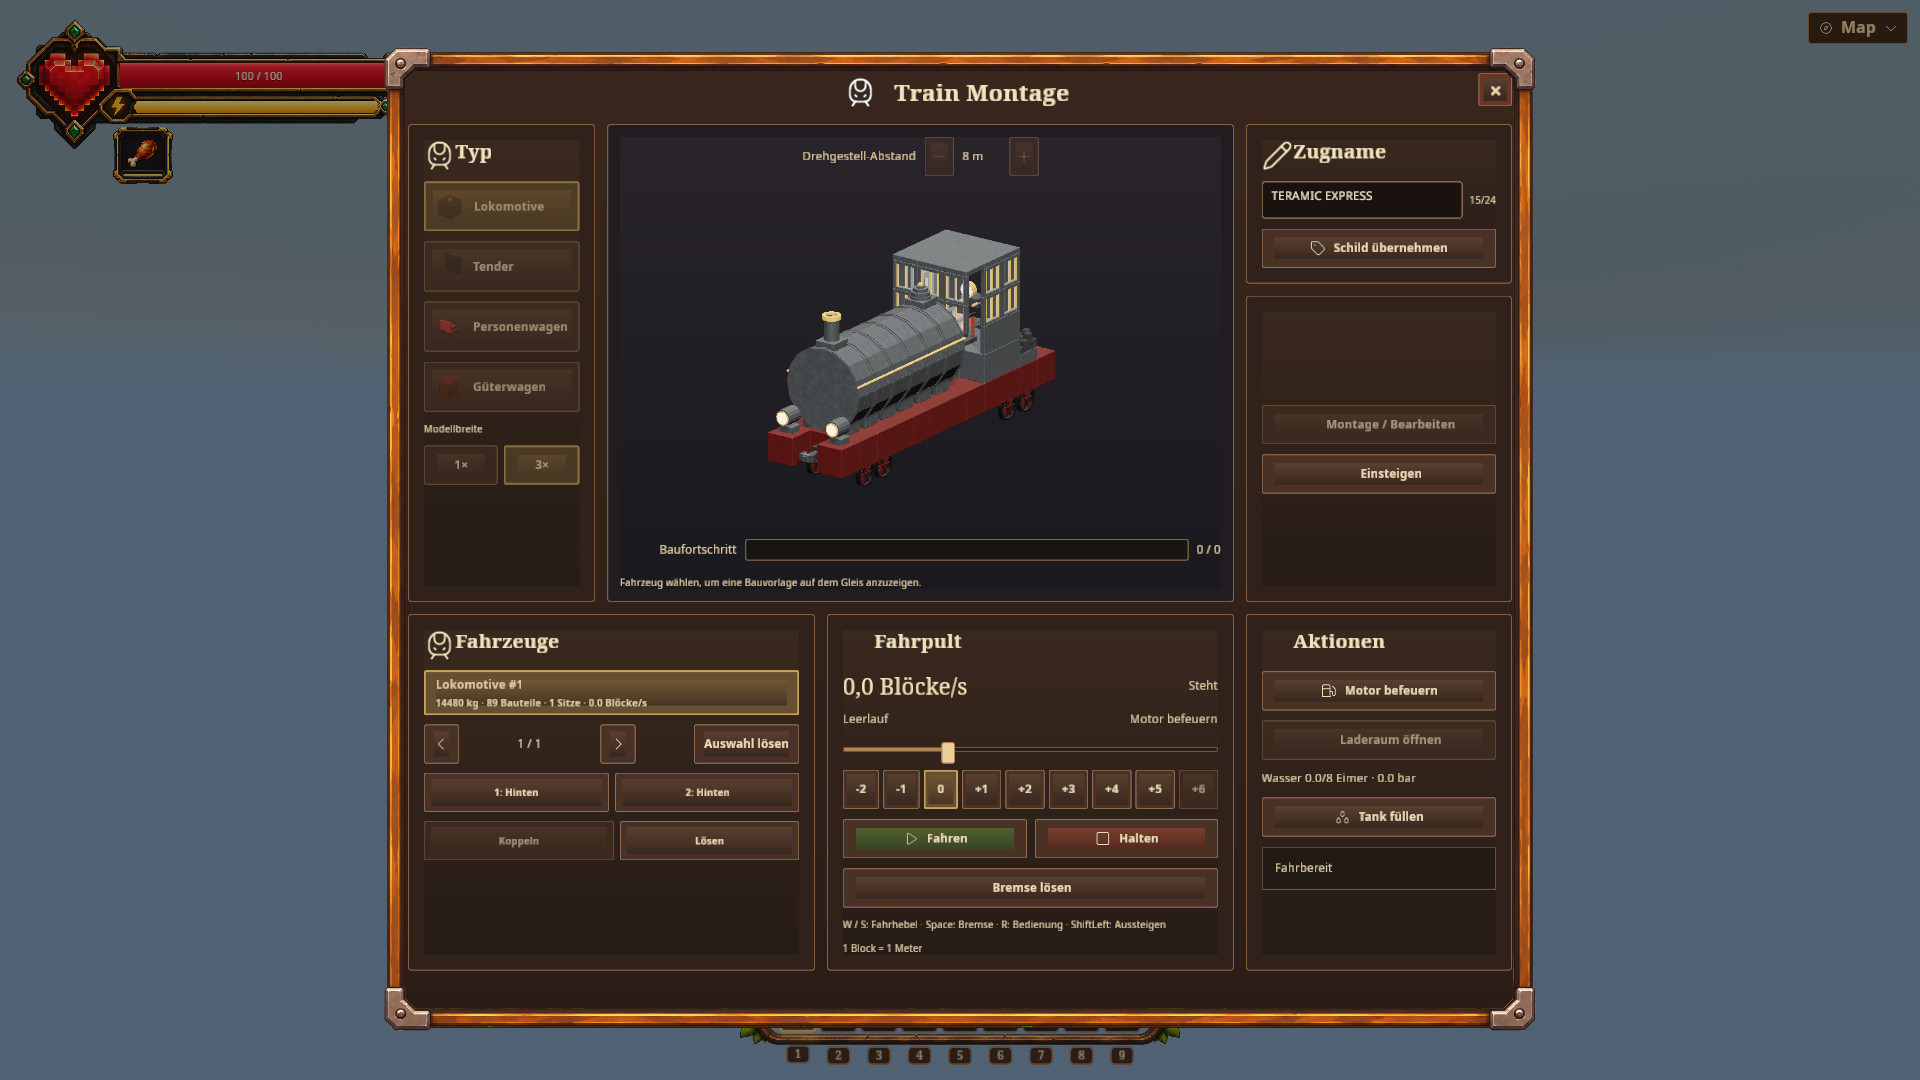 Map
100 / 100
Train Montage
Typ
Lokomotive
Tender
Personenwagen
Güterwagen
Modellbreite
1×
3×
Drehgestell-Abstand
8 m
Baufortschritt
0 / 0
Fahrzeug wählen, um eine Bauvorlage auf dem Gleis anzuzeigen.
Zugname
TERAMIC EXPRESS
15/24
Schild übernehmen
Montage / Bearbeiten
Einsteigen
Fahrzeuge
Lokomotive #1
14480 kg · 89 Bauteile · 1 Sitze · 0.0 Blöcke/s
1 / 1
Auswahl lösen
1: Hinten
2: Hinten
Koppeln
Lösen
Fahrpult
0,0 Blöcke/s
Steht
Leerlauf
Motor befeuern
-2
-1
0
+1
+2
+3
+4
+5
+6
Fahren
Halten
Bremse lösen
W / S: Fahrhebel · Space: Bremse · R: Bedienung · ShiftLeft: Aussteigen
1 Block = 1 Meter
Aktionen
Motor befeuern
Laderaum öffnen
Wasser 0.0/8 Eimer · 0.0 bar
Tank füllen
Fahrbereit
1
2
3
4
5
6
7
8
9